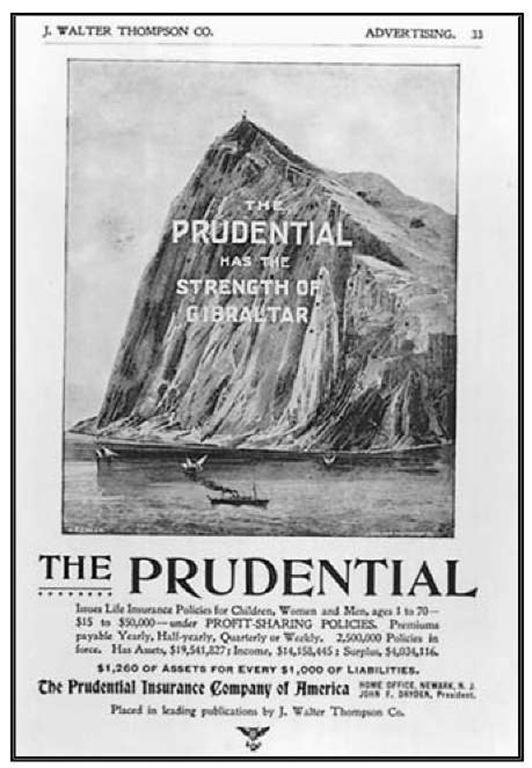 J. WALTER THOMPSON CO. ADVERTISING. 33
THE
PRUDENTIAL
HAS THE
STRENGTH OF
GIBRALTAR
THE PRUDENTIAL
Issues Life Insurance Policies for Children, Women and Men, ages 1 to 70—
$15 to $50,000—under PROFIT-SHARING POLICIES. Premiums
payable Yearly, Half-yearly, Quarterly or Weekly. 2,500,000 Policies in
force. Has Assets, $19,541,827; Income, $14,158,445; Surplus, $4,034,116.
$1,260 OF ASSETS FOR EVERY $1,000 OF LIABILITIES.
The Prudential Insurance Company of America HOME OFFICE, NEWARK, N. J.
JOHN F. DRYDEN, President.
Placed in leading publications by J. Walter Thompson Co.